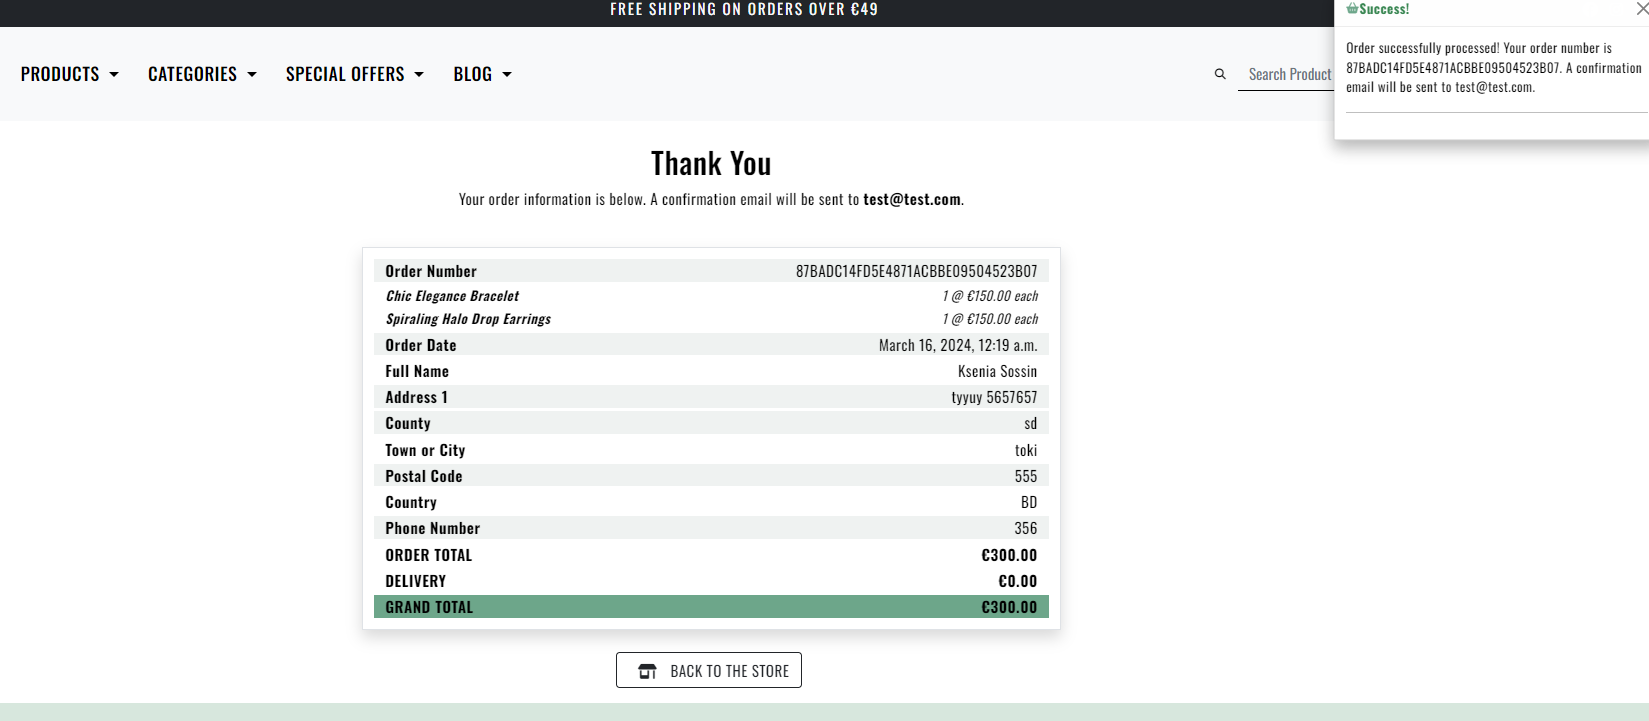 FREE SHIPPING ON ORDERS OVER €49
Success!
Order successfully processed! Your order number is
87BADC14FD5E4871ACBBE09504523B07. A confirmation
email will be sent to test@test.com.
PRODUCTS CATEGORIES SPECIAL OFFERS BLOG Search Product
Thank You
Your order information is below. A confirmation email will be sent to test@test.com.
Order Number 87BADC14FD5E4871ACBBE09504523B07
Chic Elegance Bracelet 1 @ €150.00 each
Spiraling Halo Drop Earrings 1 @ €150.00 each
Order Date March 16, 2024, 12:19 a.m.
Full Name Ksenia Sossin
Address 1 tyyuy 5657657
County sd
Town or City toki
Postal Code 555
Country BD
Phone Number 356
ORDER TOTAL €300.00
DELIVERY €0.00
GRAND TOTAL €300.00
BACK TO THE STORE